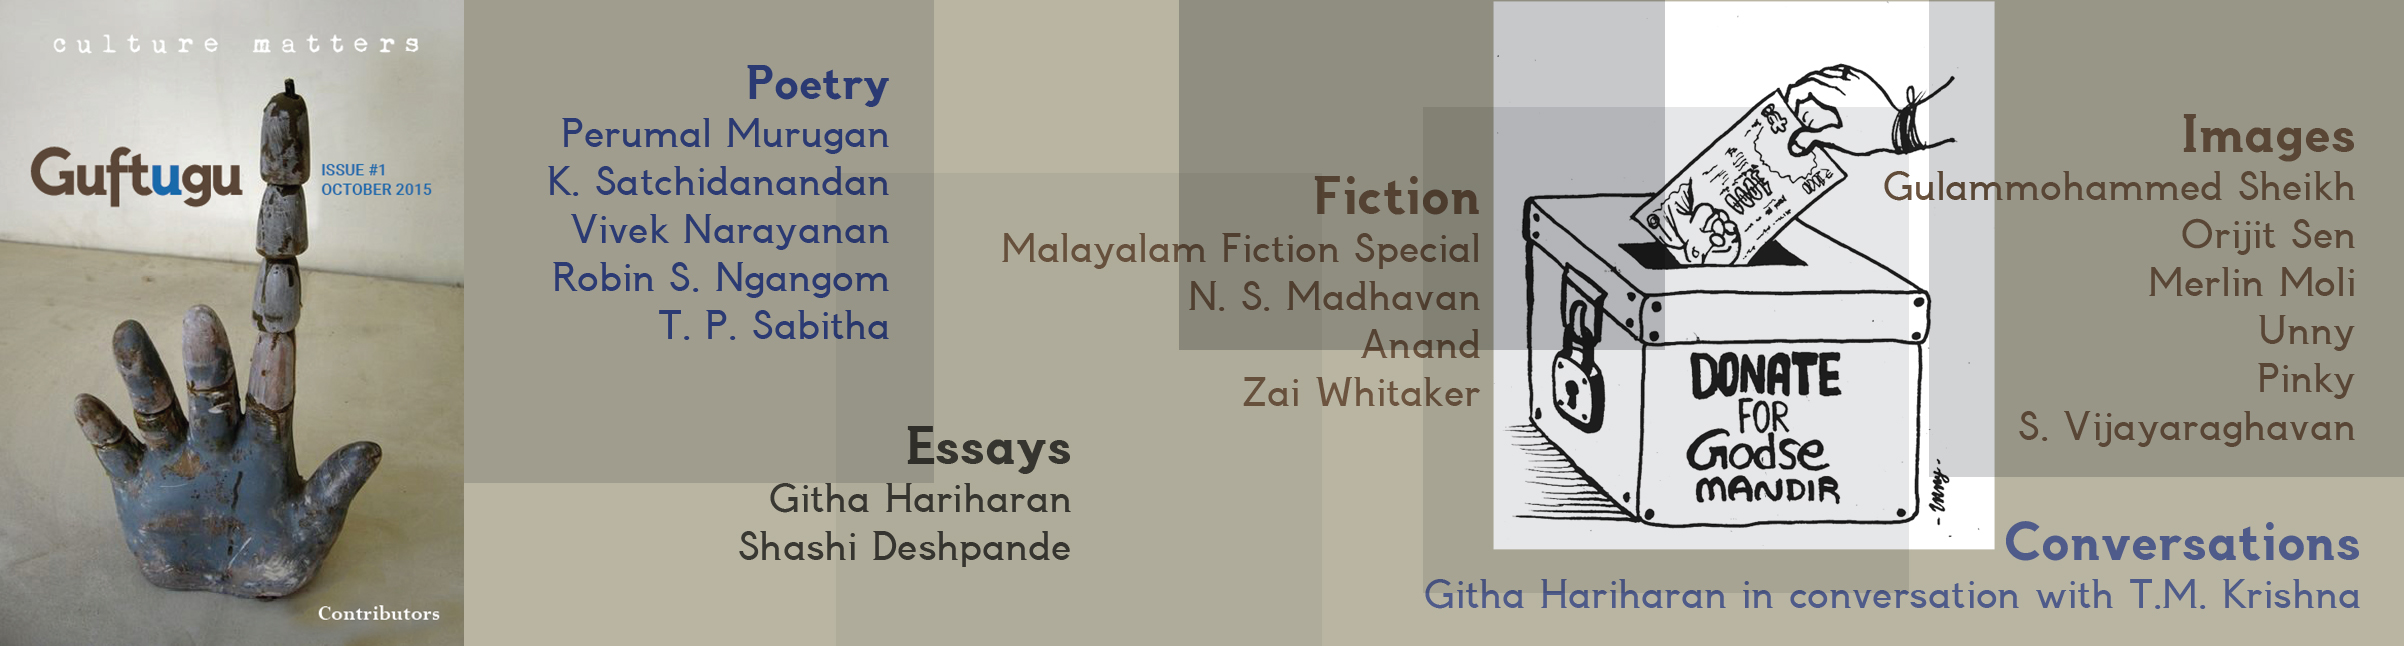 culture matters
Guftugu
ISSUE #1
OCTOBER 2015
Contributors
Poetry
Perumal Murugan
K. Satchidanandan
Vivek Narayanan
Robin S. Ngangom
T. P. Sabitha
Essays
Githa Hariharan
Shashi Deshpande
Fiction
Malayalam Fiction Special
N. S. Madhavan
Anand
Zai Whitaker
DONATE
FOR
Godse
MANDIR
-unny-
Images
Gulammohammed Sheikh
Orijit Sen
Merlin Moli
Unny
Pinky
S. Vijayaraghavan
Conversations
Githa Hariharan in conversation with T.M. Krishna